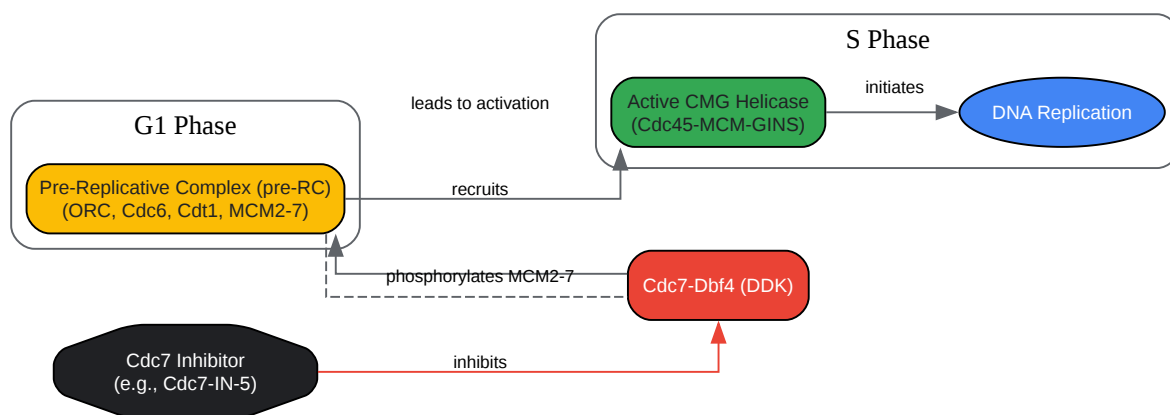 S Phase
Active CMG Helicase
(Cdc45-MCM-GINS)
initiates
DNA Replication
leads to activation
G1 Phase
Pre-Replicative Complex (pre-RC)
(ORC, Cdc6, Cdt1, MCM2-7)
recruits
phosphorylates MCM2-7
Cdc7-Dbf4 (DDK)
Cdc7 Inhibitor
(e.g., Cdc7-IN-5)
inhibits